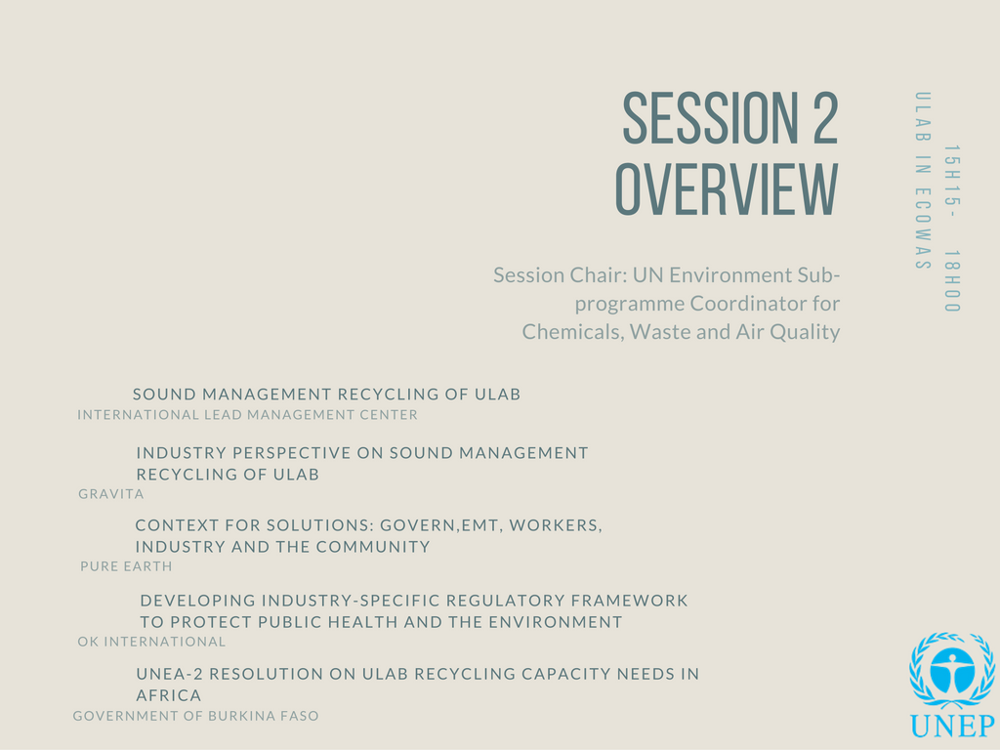 SESSION 2
OVERVIEW
ULAB IN ECOWAS
15H15- 18H00
Session Chair: UN Environment Sub-
programme Coordinator for
Chemicals, Waste and Air Quality
SOUND MANAGEMENT RECYCLING OF ULAB
INTERNATIONAL LEAD MANAGEMENT CENTER
INDUSTRY PERSPECTIVE ON SOUND MANAGEMENT
RECYCLING OF ULAB
GRAVITA
CONTEXT FOR SOLUTIONS: GOVERN,EMT, WORKERS,
INDUSTRY AND THE COMMUNITY
PURE EARTH
DEVELOPING INDUSTRY-SPECIFIC REGULATORY FRAMEWORK
TO PROTECT PUBLIC HEALTH AND THE ENVIRONMENT
OK INTERNATIONAL
UNEA-2 RESOLUTION ON ULAB RECYCLING CAPACITY NEEDS IN
AFRICA
GOVERNMENT OF BURKINA FASO
UNEP